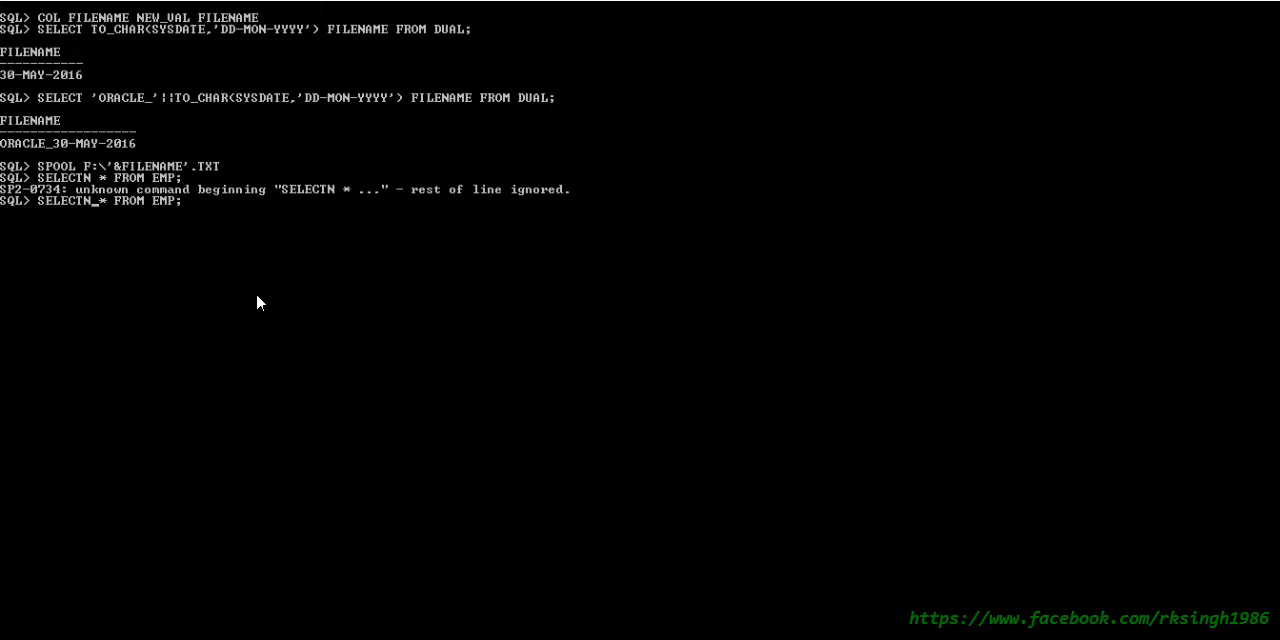 SQL> COL FILENAME NEW_VAL FILENAME
SQL> SELECT TO_CHAR(SYSDATE,'DD-MON-YYYY') FILENAME FROM DUAL;
FILENAME
-----------
30-MAY-2016
SQL> SELECT 'ORACLE_'||TO_CHAR(SYSDATE,'DD-MON-YYYY') FILENAME FROM DUAL;
FILENAME
------------------
ORACLE_30-MAY-2016
SQL> SPOOL F:\'&FILENAME'.TXT
SQL> SELECTN * FROM EMP;
SP2-0734: unknown command beginning "SELECTN * ..." - rest of line ignored.
SQL> SELECTN_* FROM EMP;
https://www.facebook.com/rksingh1986